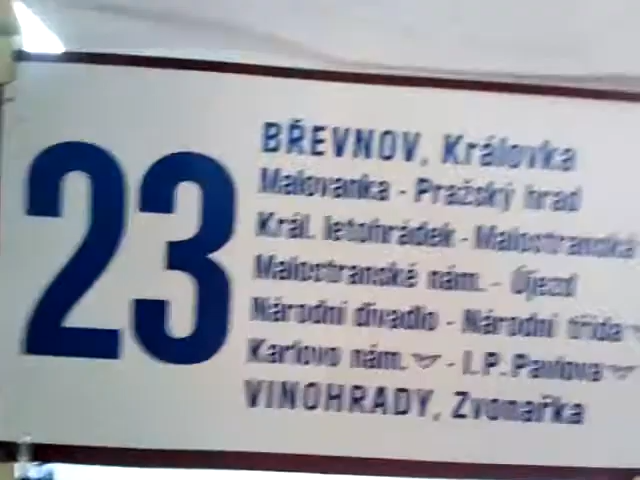 23
BŘEVNOV, Královka
Malovanka - Pražský hrad
Král. letohrádek - Malostranská
Malostranské nám. - Újezd
Národní divadlo - Národní třída
Karlovo nám. - I.P.Pavlova
VINOHRADY, Zvonařka